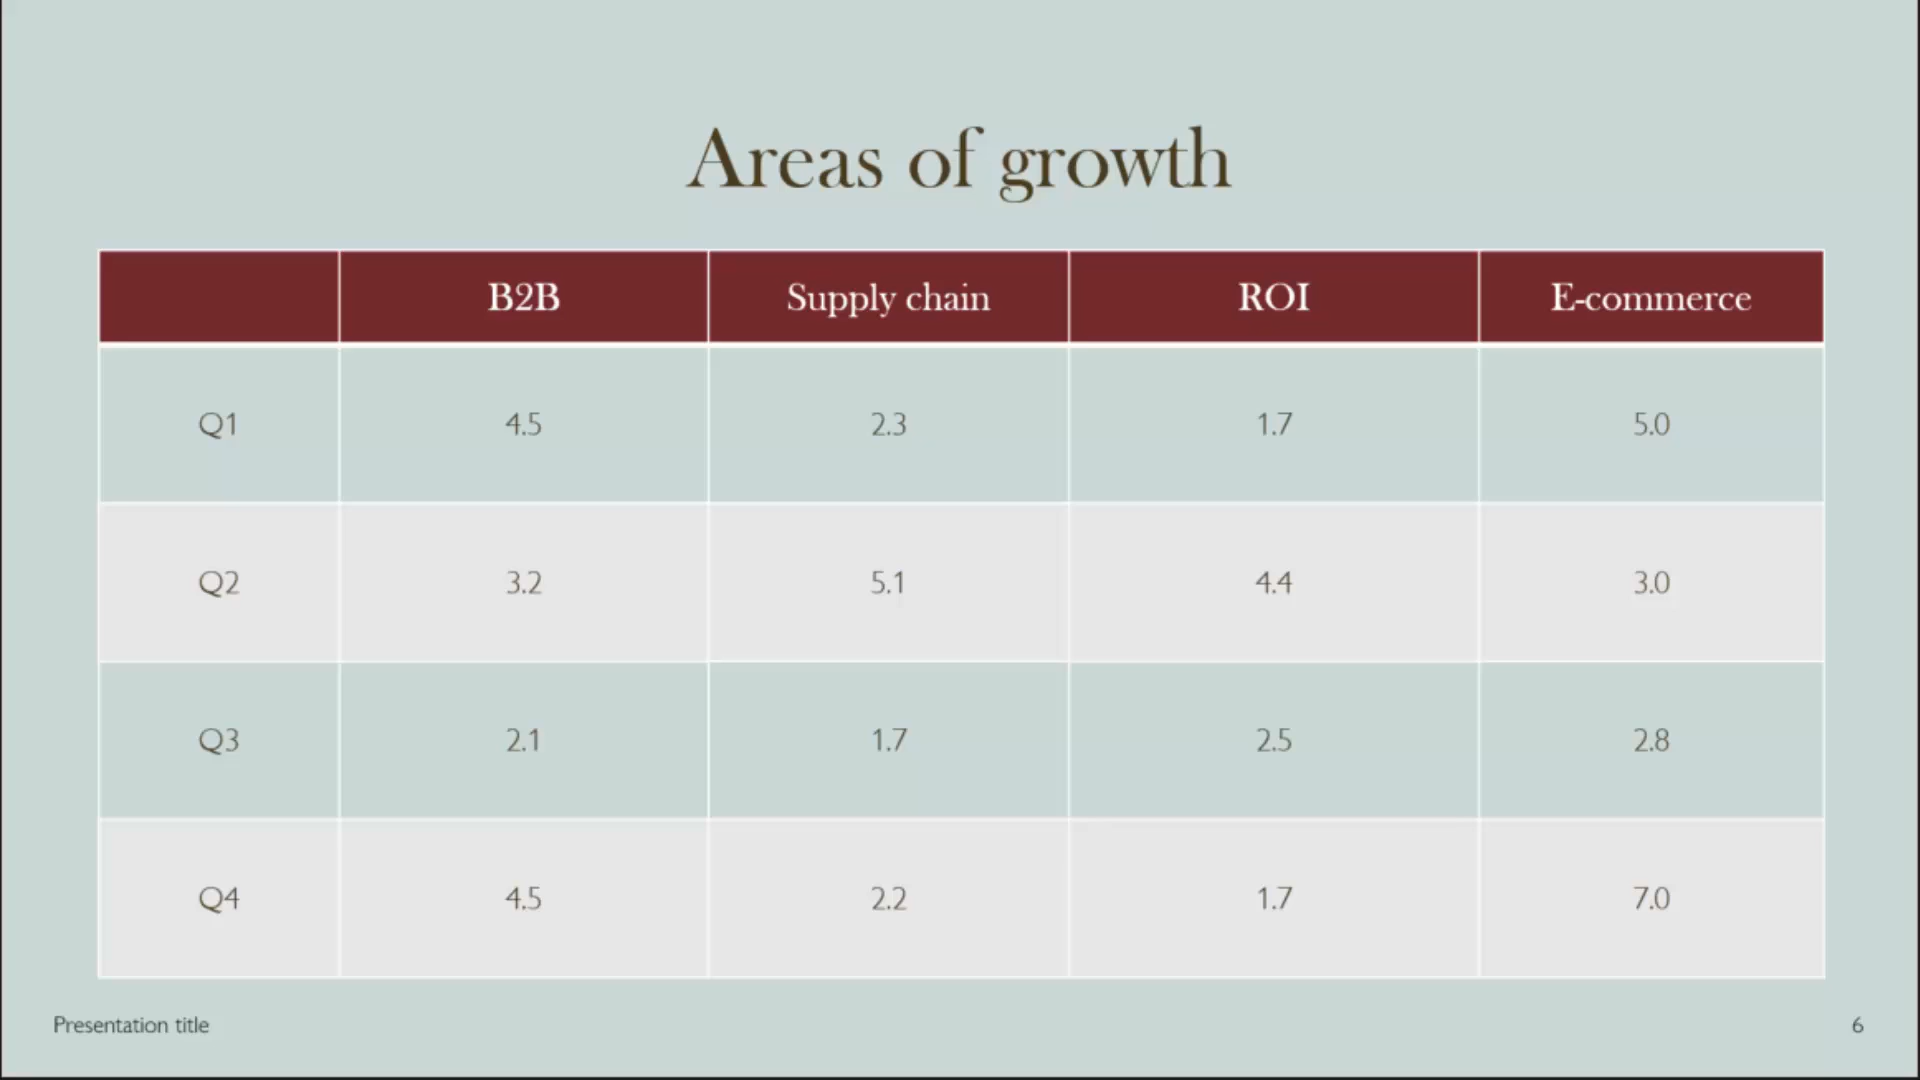 Areas of growth
B2B Supply chain ROI E-commerce
Q1 4.5 2.3 1.7 5.0
Q2 3.2 5.1 4.4 3.0
Q3 2.1 1.7 2.5 2.8
Q4 4.5 2.2 1.7 7.0
Presentation title 6